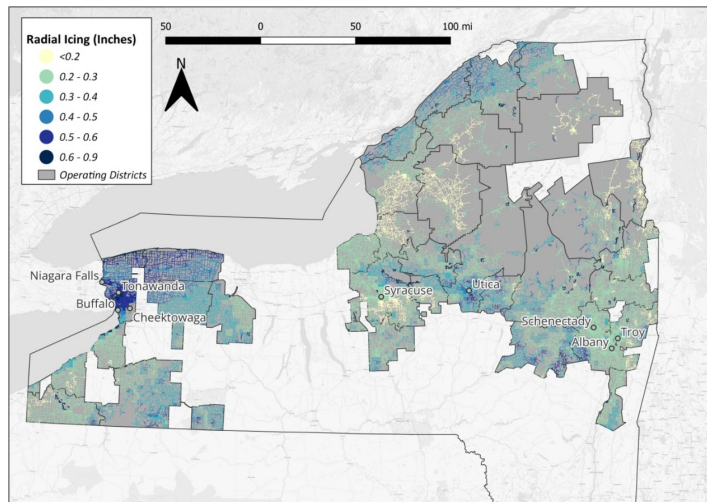 Radial Icing (Inches)
<0.2
0.2 - 0.3
0.3 - 0.4
0.4 - 0.5
0.5 - 0.6
0.6 - 0.9
Operating Districts
50 0 50 100 mi
N
Niagara Falls
Tonawanda
Buffalo
Cheektowaga
Syracuse
Utica
Schenectady
Troy
Albany